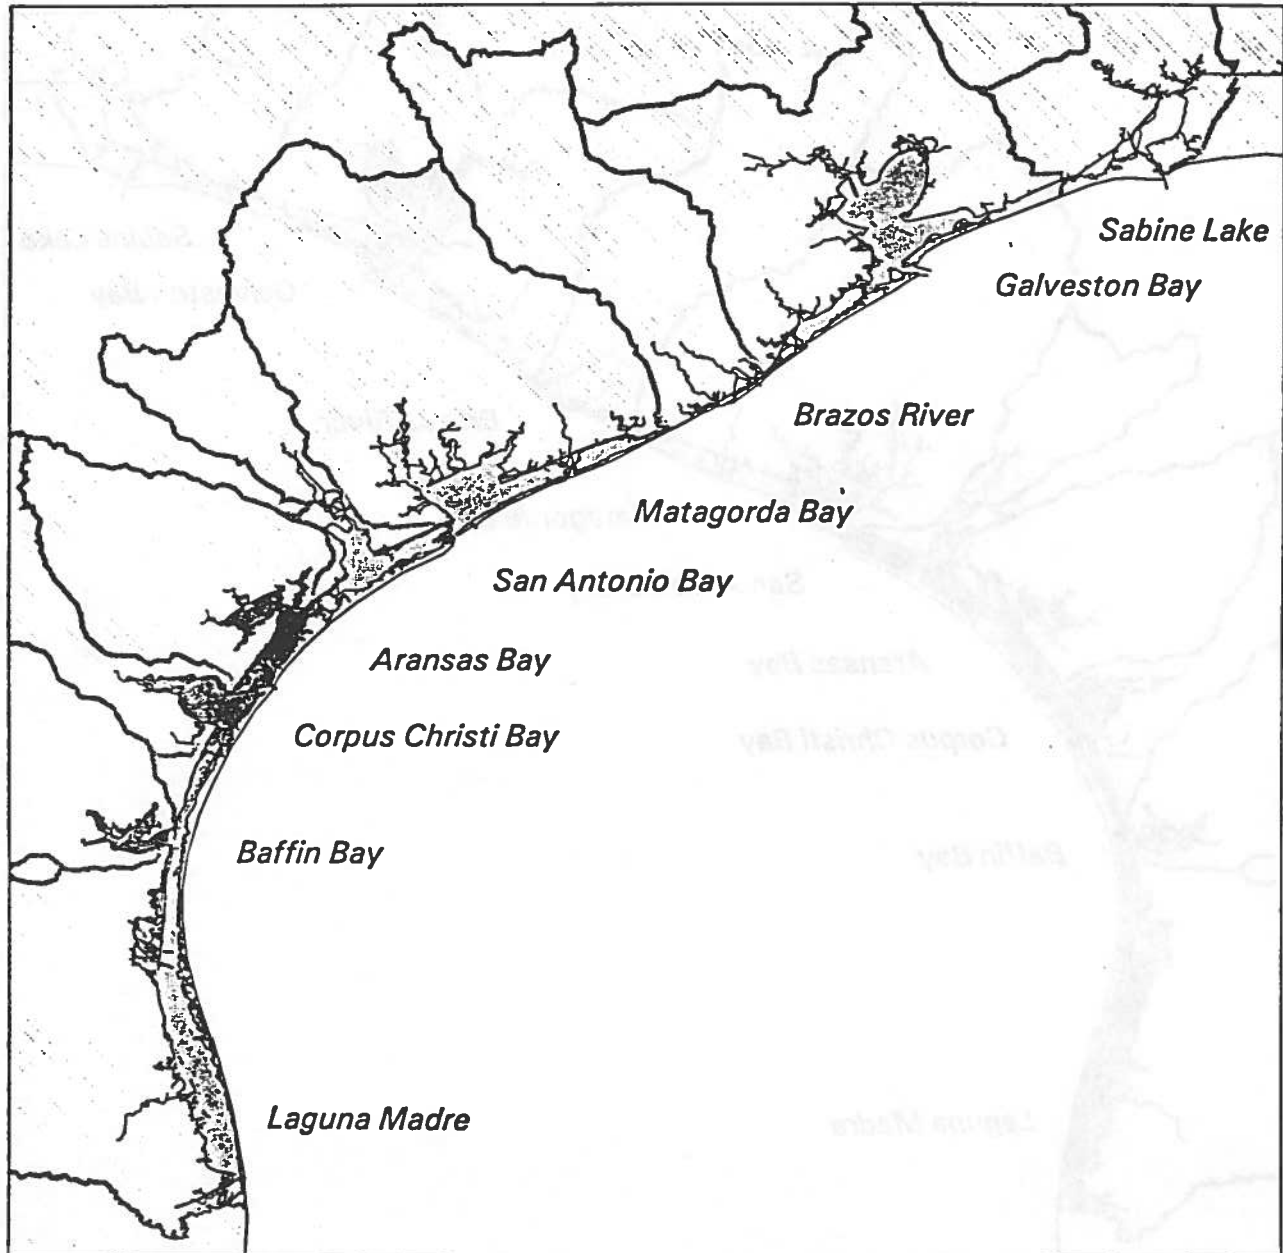 Sabine Lake
Galveston Bay
Brazos River
Matagorda Bay
San Antonio Bay
Aransas Bay
Corpus Christi Bay
Baffin Bay
Laguna Madre